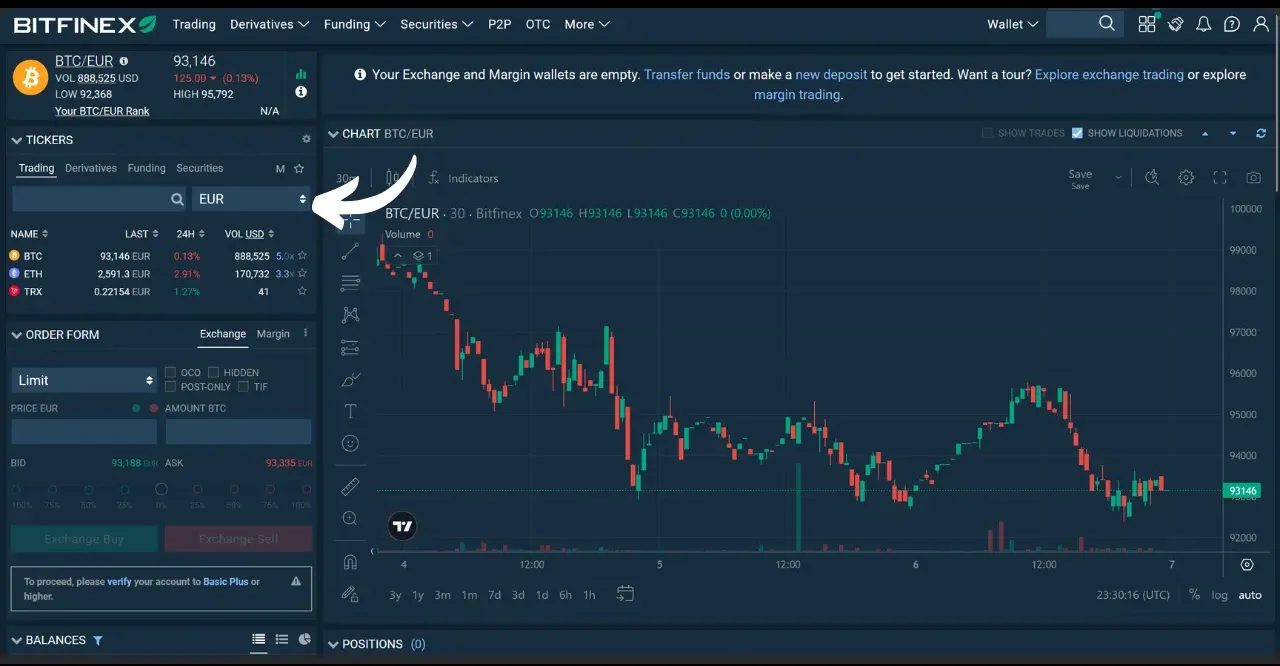 BITFINEX Trading Derivatives Funding Securities P2P OTC More Wallet
BTC/EUR 93,146
VOL 888,525 USD 125.00 (0.13%)
LOW 92,368 HIGH 95,792
Your BTC/EUR Rank N/A
Your Exchange and Margin wallets are empty. Transfer funds or make a new deposit to get started. Want a tour? Explore exchange trading or explore
margin trading.
TICKERS
Trading Derivatives Funding Securities M
EUR
NAME LAST 24H VOL USD
BTC 93,146 EUR 0.13% 888,525 5.0x
ETH 2,591.3 EUR 2.91% 170,732 3.3x
TRX 0.22154 EUR 1.27% 41
ORDER FORM Exchange Margin
Limit OCO HIDDEN
POST-ONLY TIF
PRICE EUR AMOUNT BTC
BID 93,188 EUR ASK 93,335 EUR
100% 75% 50% 25% 0% 25% 50% 75% 100%
Exchange Buy Exchange Sell
To proceed, please verify your account to Basic Plus or
higher.
BALANCES
CHART BTC/EUR SHOW TRADES SHOW LIQUIDATIONS
30m Indicators Save
Save
BTC/EUR · 30 · Bitfinex O93146 H93146 L93146 C93146 0 (0.00%)
Volume 0
1
100000
99000
98000
97000
96000
95000
94000
93146
92000
4 12:00 5 12:00 6 12:00 7
3y 1y 3m 1m 7d 3d 1d 6h 1h 23:30:16 (UTC) % log auto
POSITIONS (0)